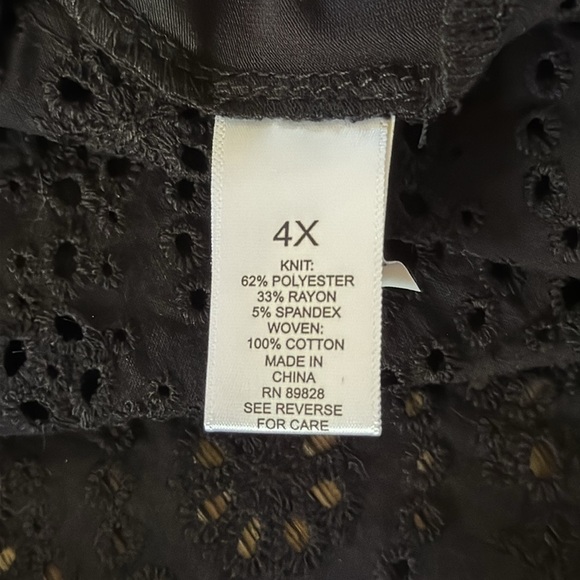 4X
KNIT:
62% POLYESTER
33% RAYON
5% SPANDEX
WOVEN:
100% COTTON
MADE IN
CHINA
RN 89828
SEE REVERSE
FOR CARE